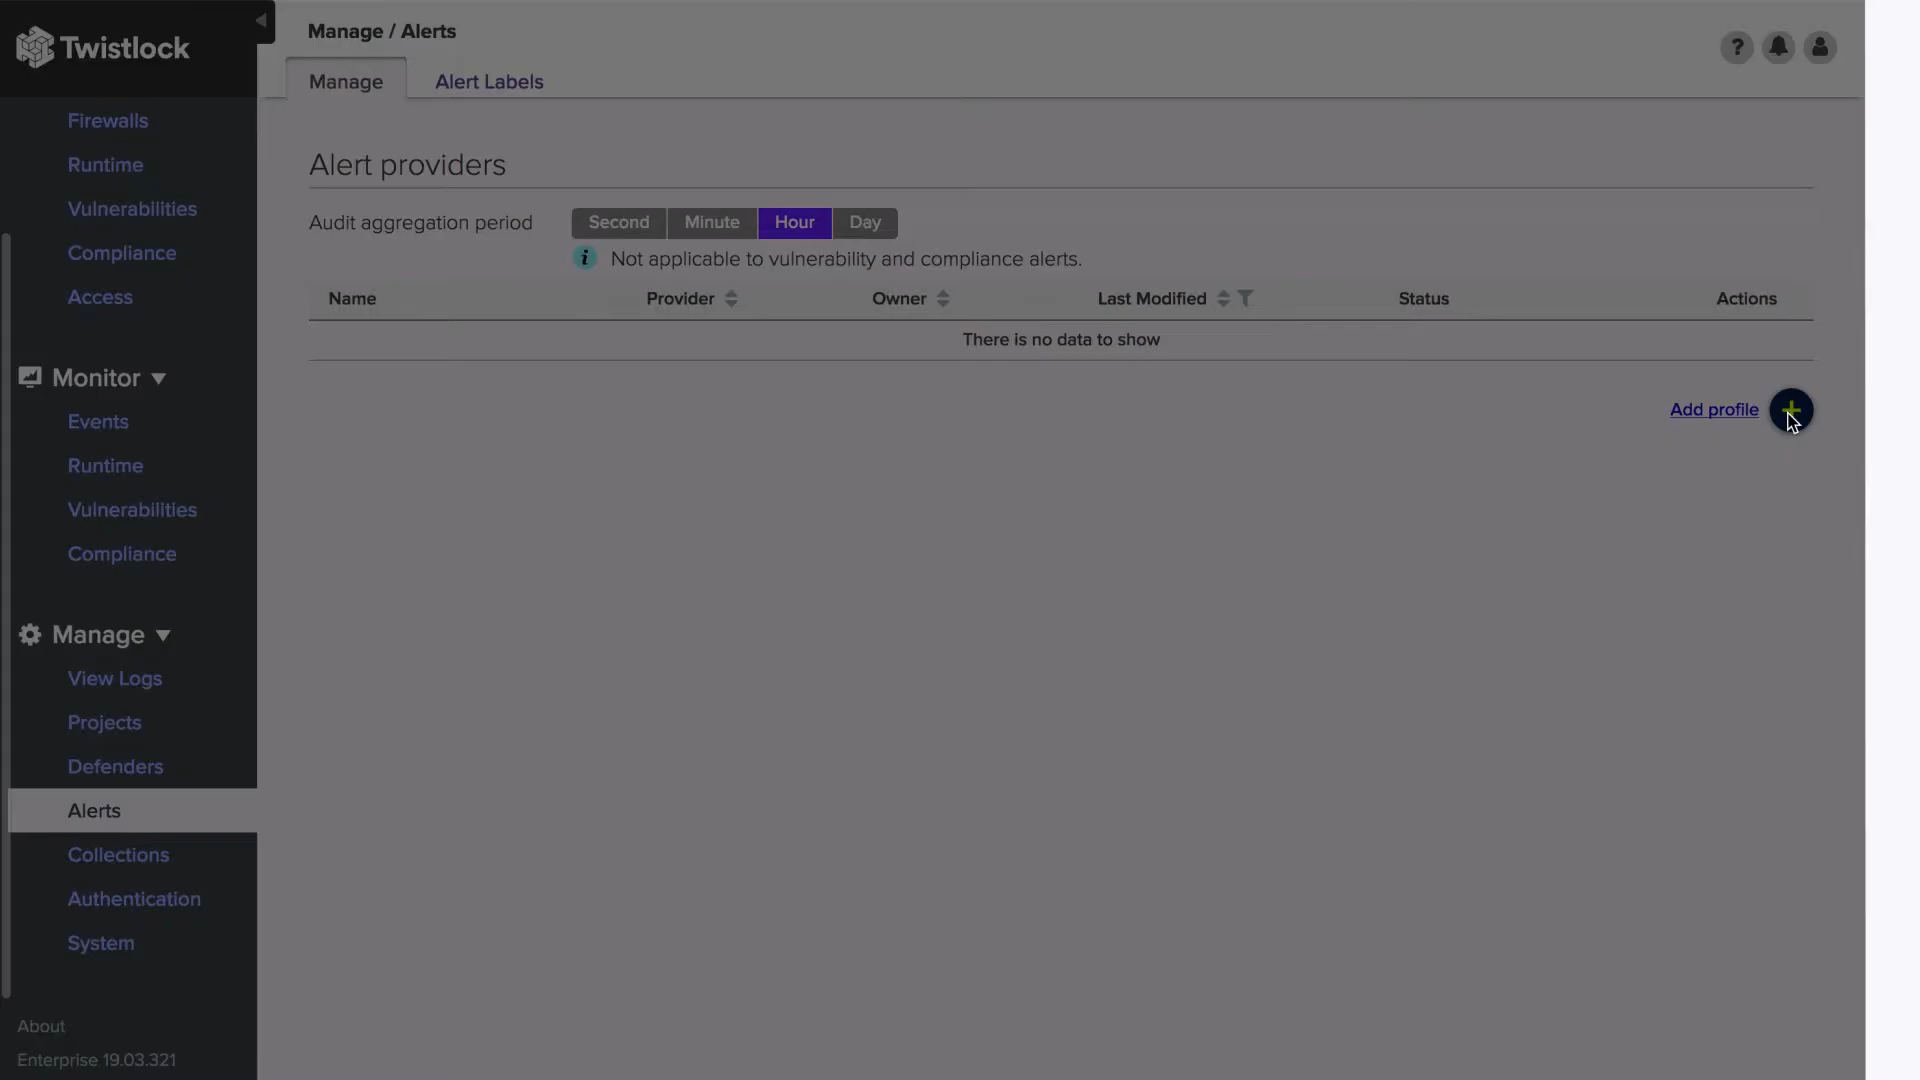 Twistlock
Manage / Alerts
?
Manage
Alert Labels
Firewalls
Runtime
Vulnerabilities
Compliance
Access
Monitor
Events
Runtime
Vulnerabilities
Compliance
Manage
View Logs
Projects
Defenders
Alerts
Collections
Authentication
System
About
Enterprise 19.03.321
Alert providers
Audit aggregation period Second Minute Hour Day
i Not applicable to vulnerability and compliance alerts.
Name Provider Owner Last Modified Status Actions
There is no data to show
Add profile +